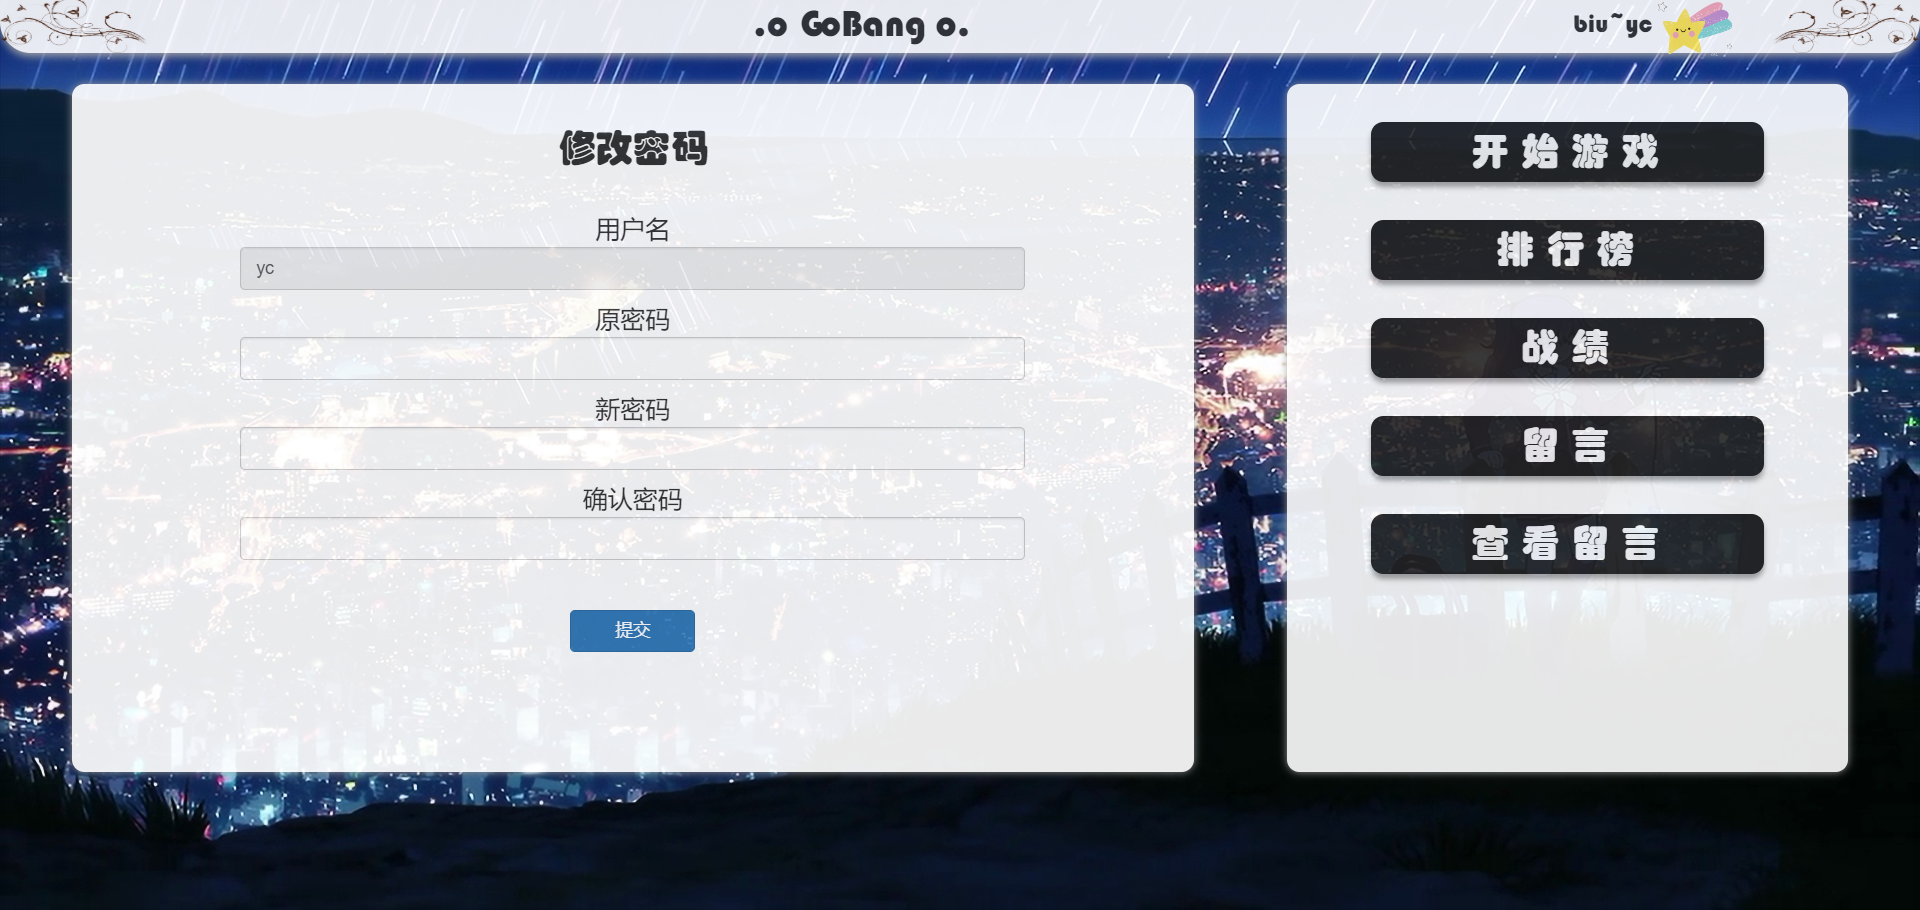 .o GoBang o.
biu~yc
修改密码
用户名
yc
原密码
新密码
确认密码
提交
开始游戏
排行榜
战绩
留言
查看留言